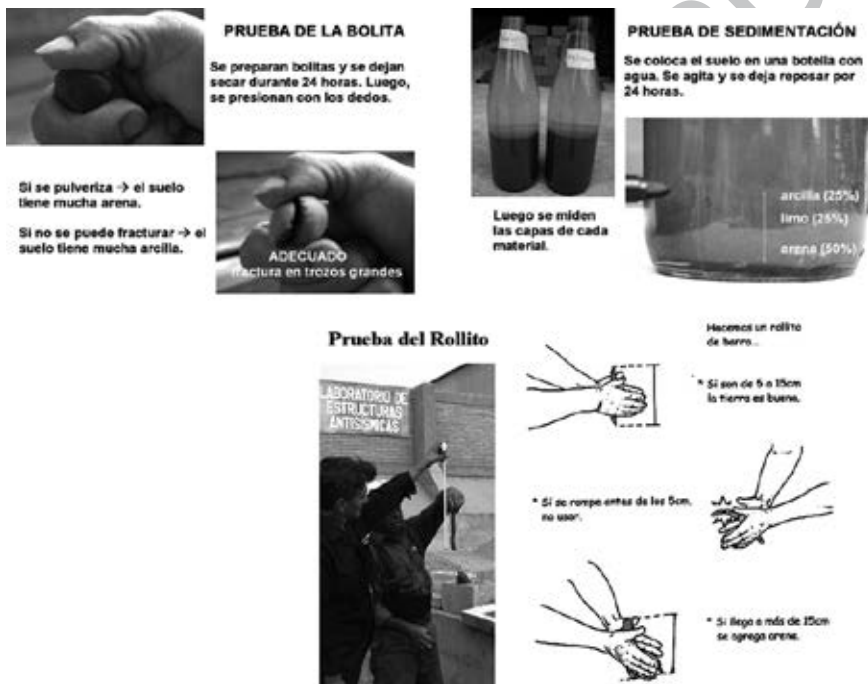 PRUEBA DE LA BOLITA
Se preparan bolitas y se dejan
secar durante 24 horas. Luego,
se presionan con los dedos.
Si se pulveriza → el suelo
tiene mucha arena.
Si no se puede fracturar → el
suelo tiene mucha arcilla.
ADECUADO
fractura en trozos grandes
PRUEBA DE SEDIMENTACIÓN
Se coloca el suelo en una botella con
agua. Se agita y se deja reposar por
24 horas.
Luego se miden
las capas de cada
material.
arcilla (25%)
limo (25%)
arena (50%)
Prueba del Rollito
LABORATORIO DE
ESTRUCTURAS
ANTISÍSMICAS
Hacemos un rollito
de barro...
* Si son de 5 a 15cm
la tierra es buena.
* Si se rompe antes de los 5cm,
no usar.
* Si llega a más de 15cm
se agrega arena.